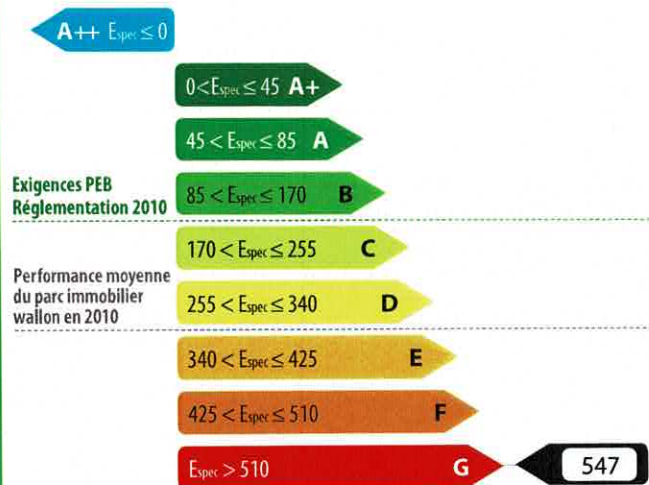 A++ Espec ≤ 0
0<Espec ≤ 45 A+
45 < Espec ≤ 85 A
Exigences PEB
Réglementation 2010
85 < Espec ≤ 170 B
170 < Espec ≤ 255 C
Performance moyenne
du parc immobilier
wallon en 2010
255 < Espec ≤ 340 D
340 < Espec ≤ 425 E
425 < Espec ≤ 510 F
Espec > 510 G
547